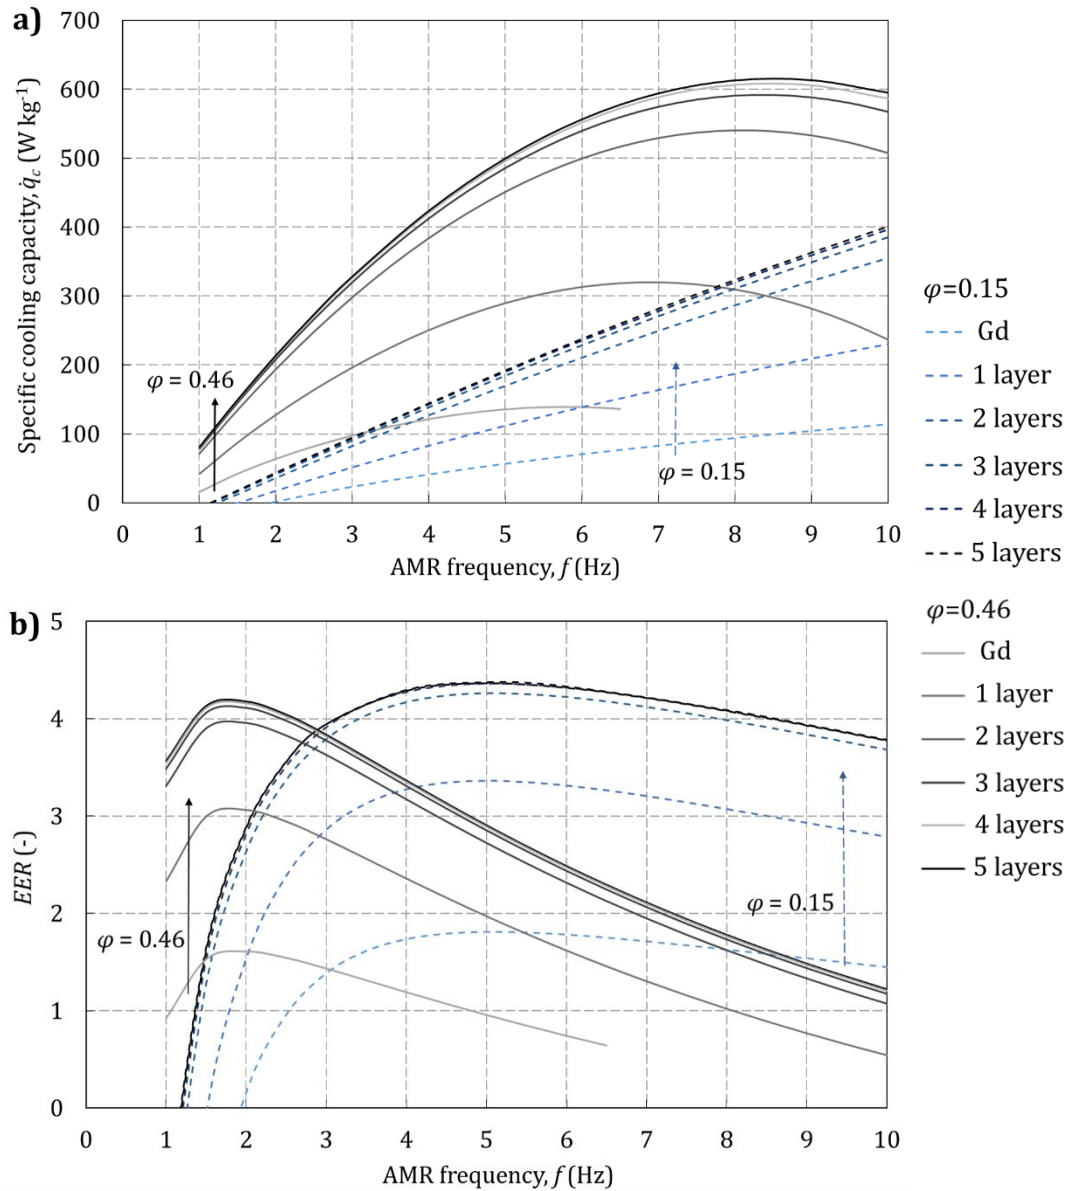 a)
700
600
500
400
300
200
100
0
Specific cooling capacity, q̇c (W kg-1)
φ = 0.46
φ = 0.15
0 1 2 3 4 5 6 7 8 9 10
AMR frequency, f (Hz)
φ=0.15
Gd
1 layer
2 layers
3 layers
4 layers
5 layers
b)
5
4
3
2
1
0
EER (-)
φ = 0.46
φ = 0.15
0 1 2 3 4 5 6 7 8 9 10
AMR frequency, f (Hz)
φ=0.46
Gd
1 layer
2 layers
3 layers
4 layers
5 layers